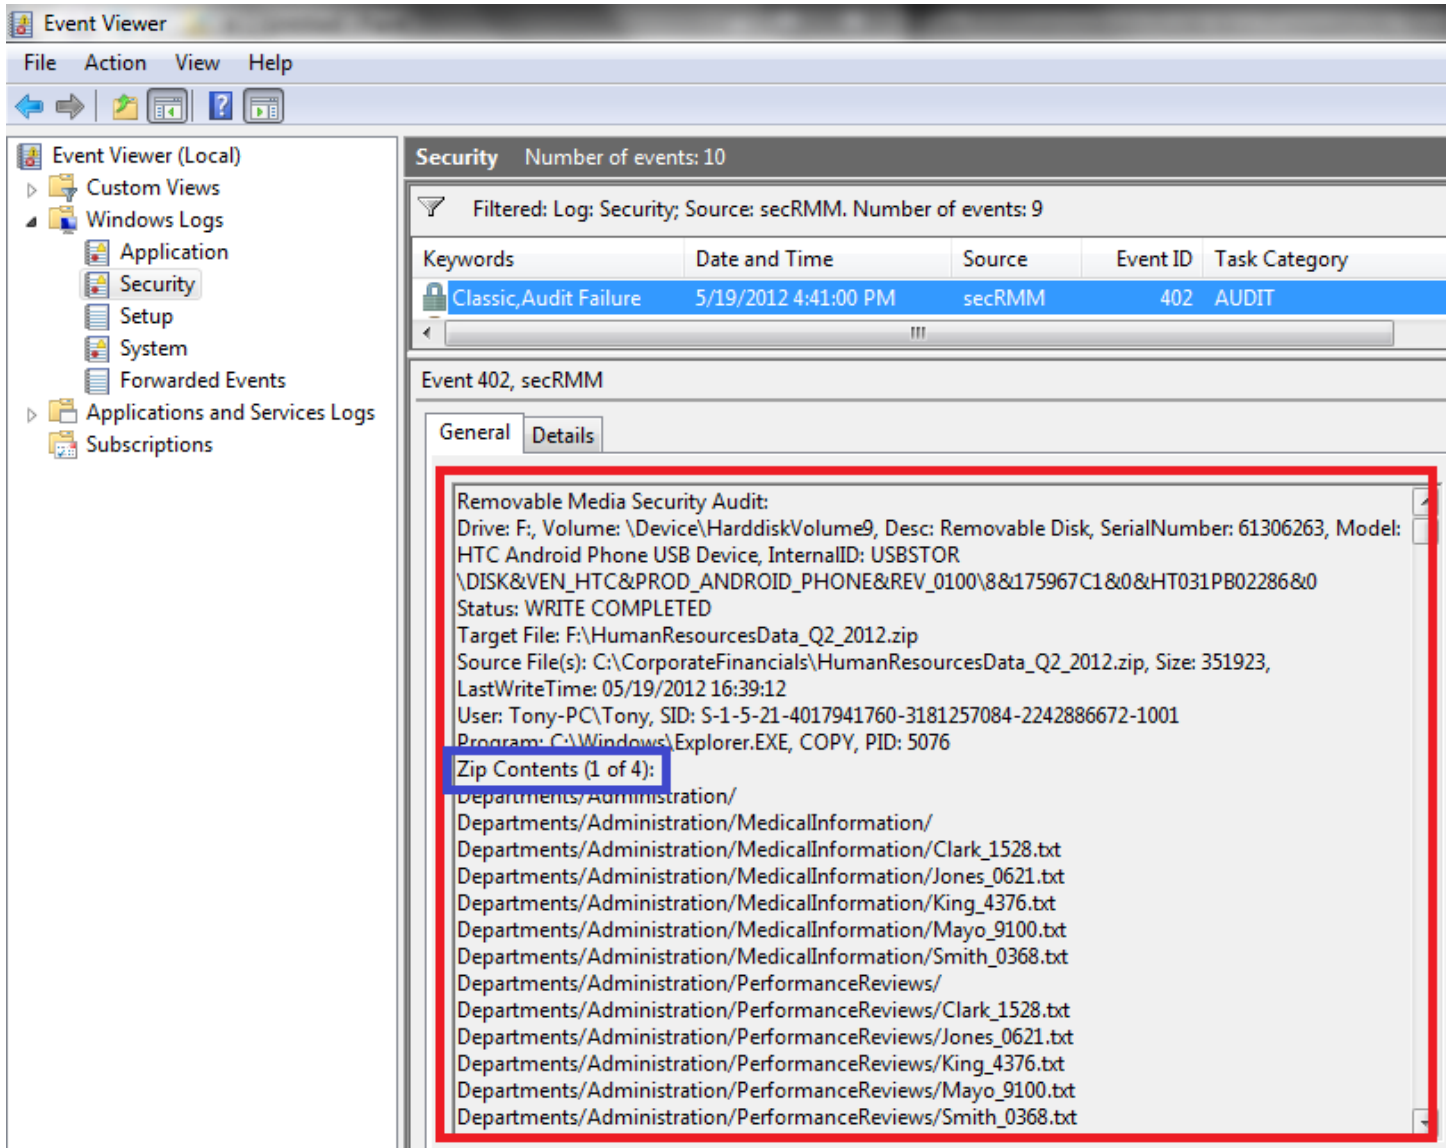 Event Viewer
File Action View Help
Event Viewer (Local)
Custom Views
Windows Logs
Application
Security
Setup
System
Forwarded Events
Applications and Services Logs
Subscriptions
Security Number of events: 10
Filtered: Log: Security; Source: secRMM. Number of events: 9
Keywords Date and Time Source Event ID Task Category
Classic,Audit Failure 5/19/2012 4:41:00 PM secRMM 402 AUDIT
Event 402, secRMM
General Details
Removable Media Security Audit:
Drive: F:, Volume: \Device\HarddiskVolume9, Desc: Removable Disk, SerialNumber: 61306263, Model:
HTC Android Phone USB Device, InternalID: USBSTOR
\DISK&VEN_HTC&PROD_ANDROID_PHONE&REV_0100\8&175967C1&0&HT031PB02286&0
Status: WRITE COMPLETED
Target File: F:\HumanResourcesData_Q2_2012.zip
Source File(s): C:\CorporateFinancials\HumanResourcesData_Q2_2012.zip, Size: 351923,
LastWriteTime: 05/19/2012 16:39:12
User: Tony-PC\Tony, SID: S-1-5-21-4017941760-3181257084-2242886672-1001
Program: C:\Windows\Explorer.EXE, COPY, PID: 5076
Zip Contents (1 of 4):
Departments/Administration/
Departments/Administration/MedicalInformation/
Departments/Administration/MedicalInformation/Clark_1528.txt
Departments/Administration/MedicalInformation/Jones_0621.txt
Departments/Administration/MedicalInformation/King_4376.txt
Departments/Administration/MedicalInformation/Mayo_9100.txt
Departments/Administration/MedicalInformation/Smith_0368.txt
Departments/Administration/PerformanceReviews/
Departments/Administration/PerformanceReviews/Clark_1528.txt
Departments/Administration/PerformanceReviews/Jones_0621.txt
Departments/Administration/PerformanceReviews/King_4376.txt
Departments/Administration/PerformanceReviews/Mayo_9100.txt
Departments/Administration/PerformanceReviews/Smith_0368.txt